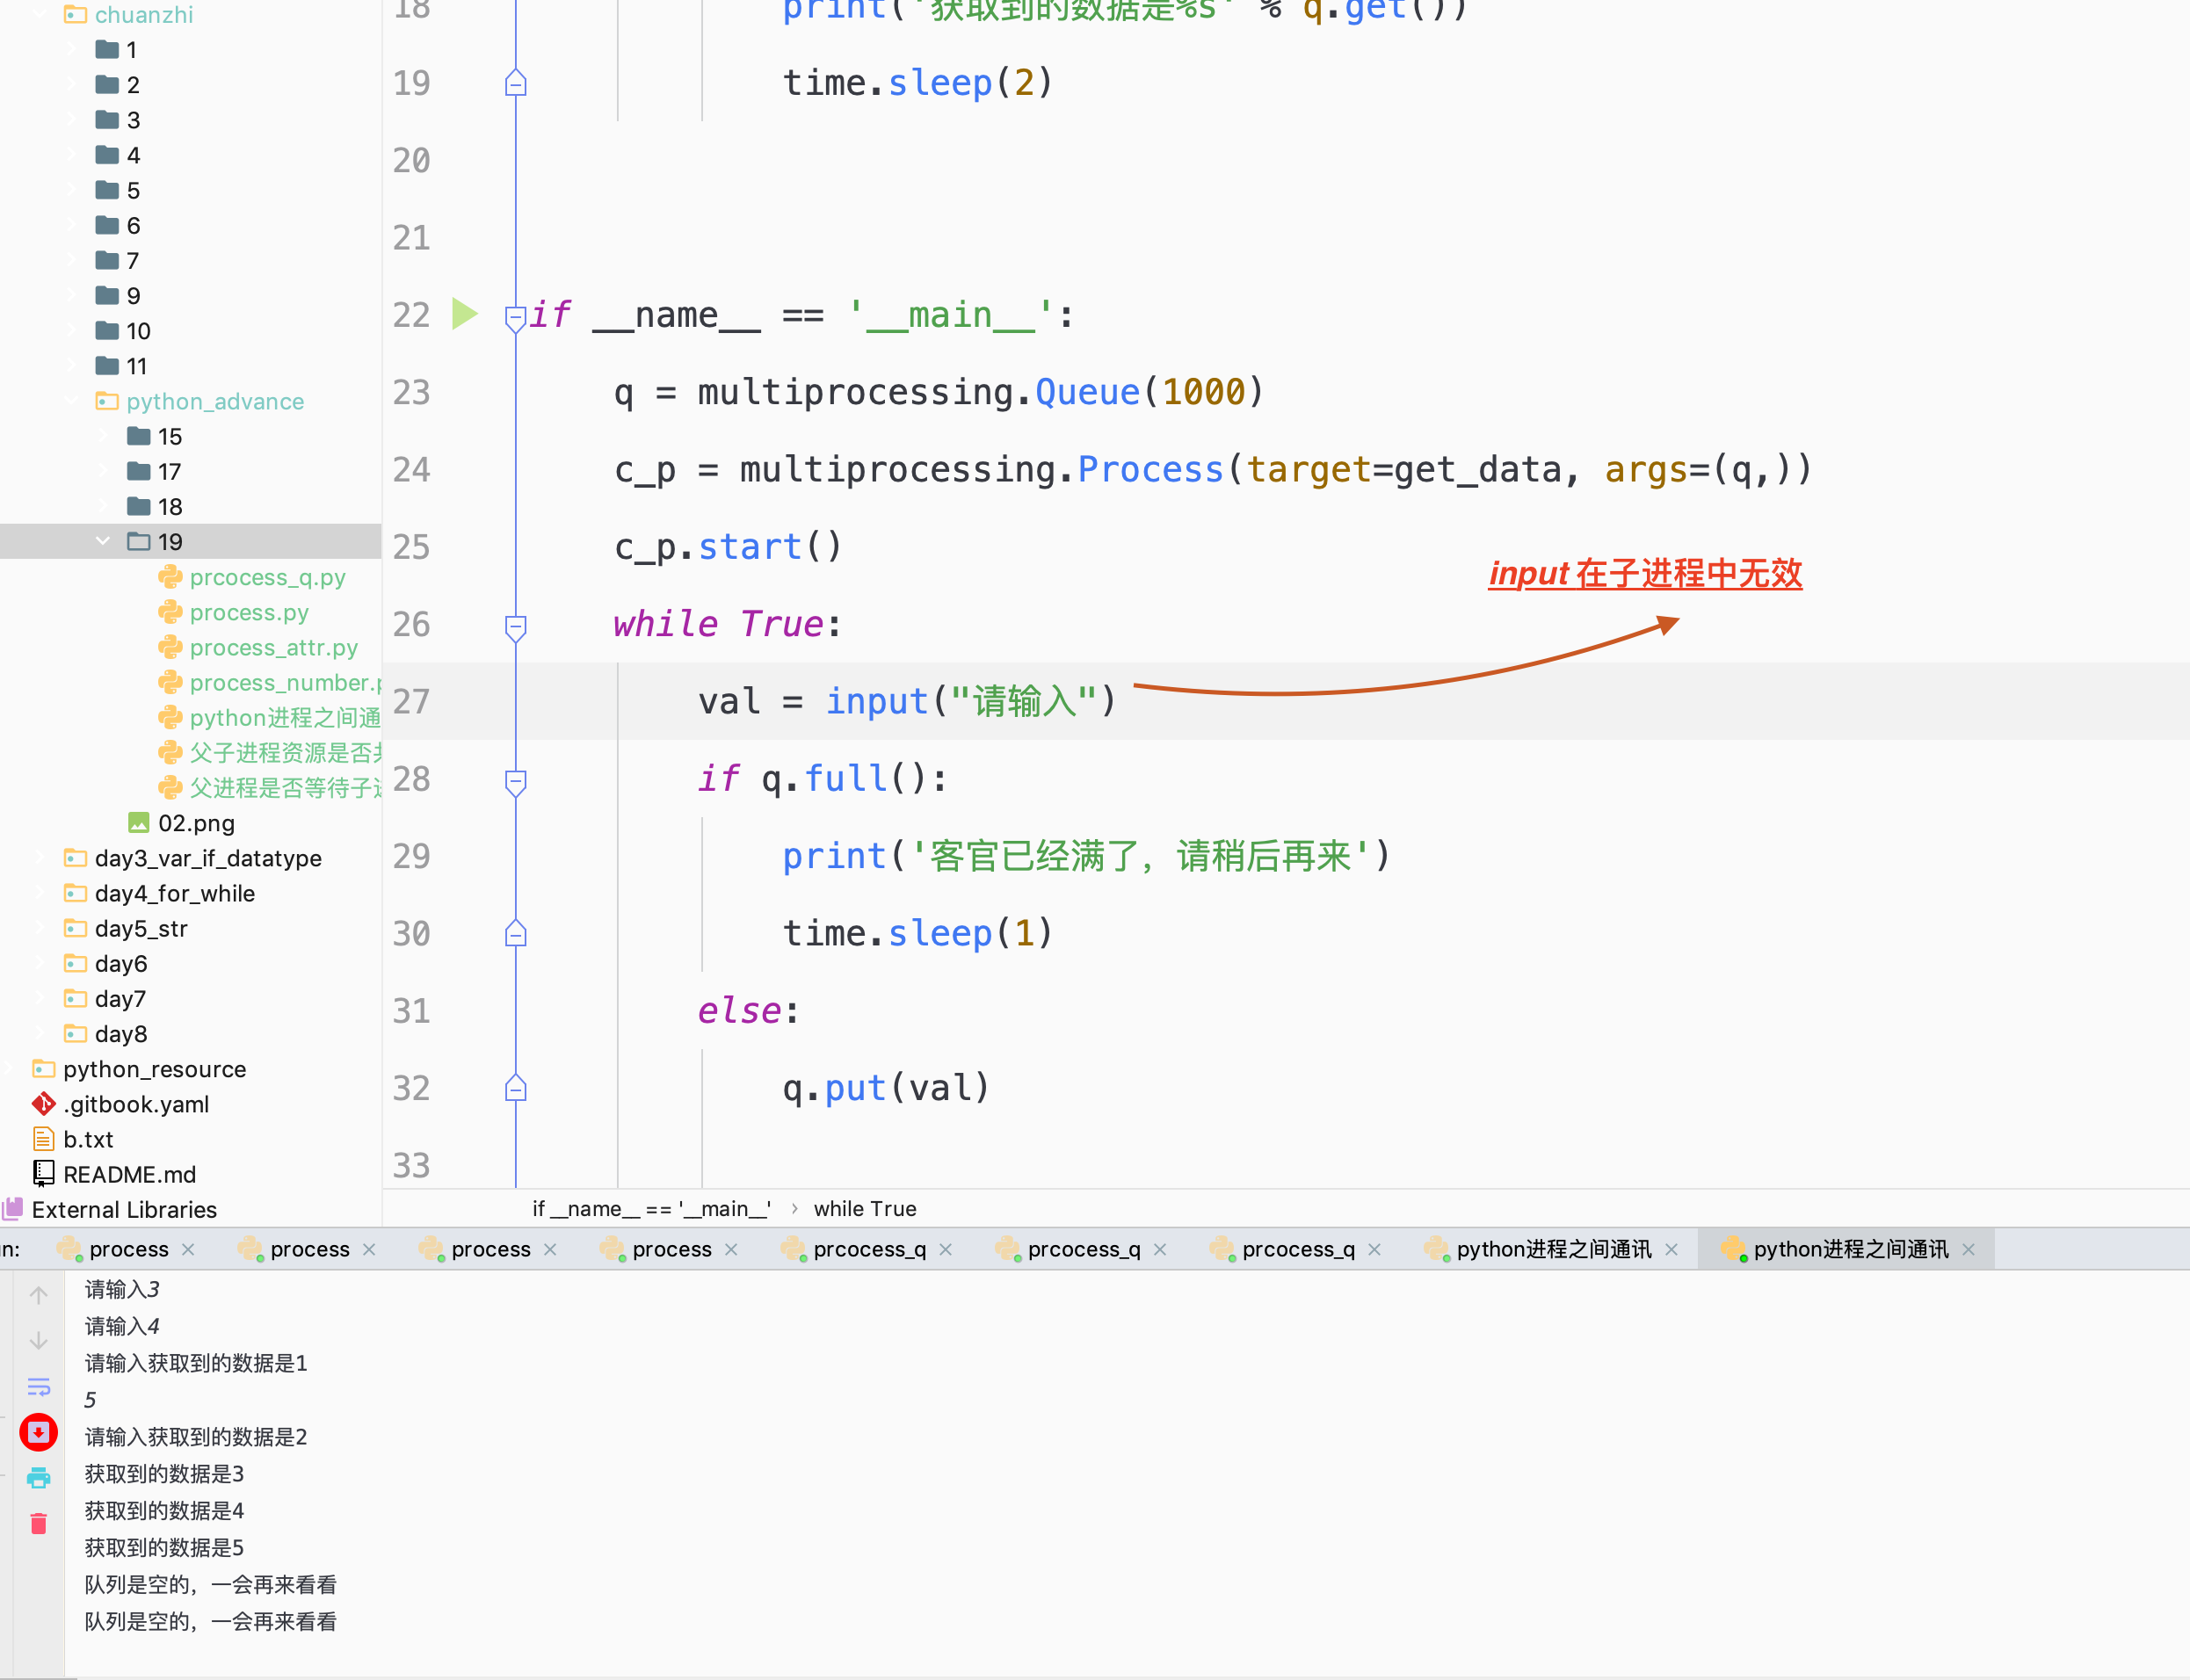 chuanzhi
1
2
3
4
5
6
7
9
10
11
python_advance
15
17
18
19
prcocess_q.py
process.py
process_attr.py
process_number.p
python进程之间通
父子进程资源是否
父进程是否等待子
02.png
day3_var_if_datatype
day4_for_while
day5_str
day6
day7
day8
python_resource
.gitbook.yaml
b.txt
README.md
External Libraries
18 print('获取到的数据是%s' % q.get())
19 time.sleep(2)
20
21
22 if __name__ == '__main__':
23 q = multiprocessing.Queue(1000)
24 c_p = multiprocessing.Process(target=get_data, args=(q,))
25 c_p.start()
input 在子进程中无效
26 while True:
27 val = input("请输入")
28 if q.full():
29 print('客官已经满了，请稍后再来')
30 time.sleep(1)
31 else:
32 q.put(val)
33
if __name__ == '__main__' › while True
n: process process process process prcocess_q prcocess_q prcocess_q python进程之间通讯 python进程之间通讯
请输入3
请输入4
请输入获取到的数据是1
5
请输入获取到的数据是2
获取到的数据是3
获取到的数据是4
获取到的数据是5
队列是空的，一会再来看看
队列是空的，一会再来看看